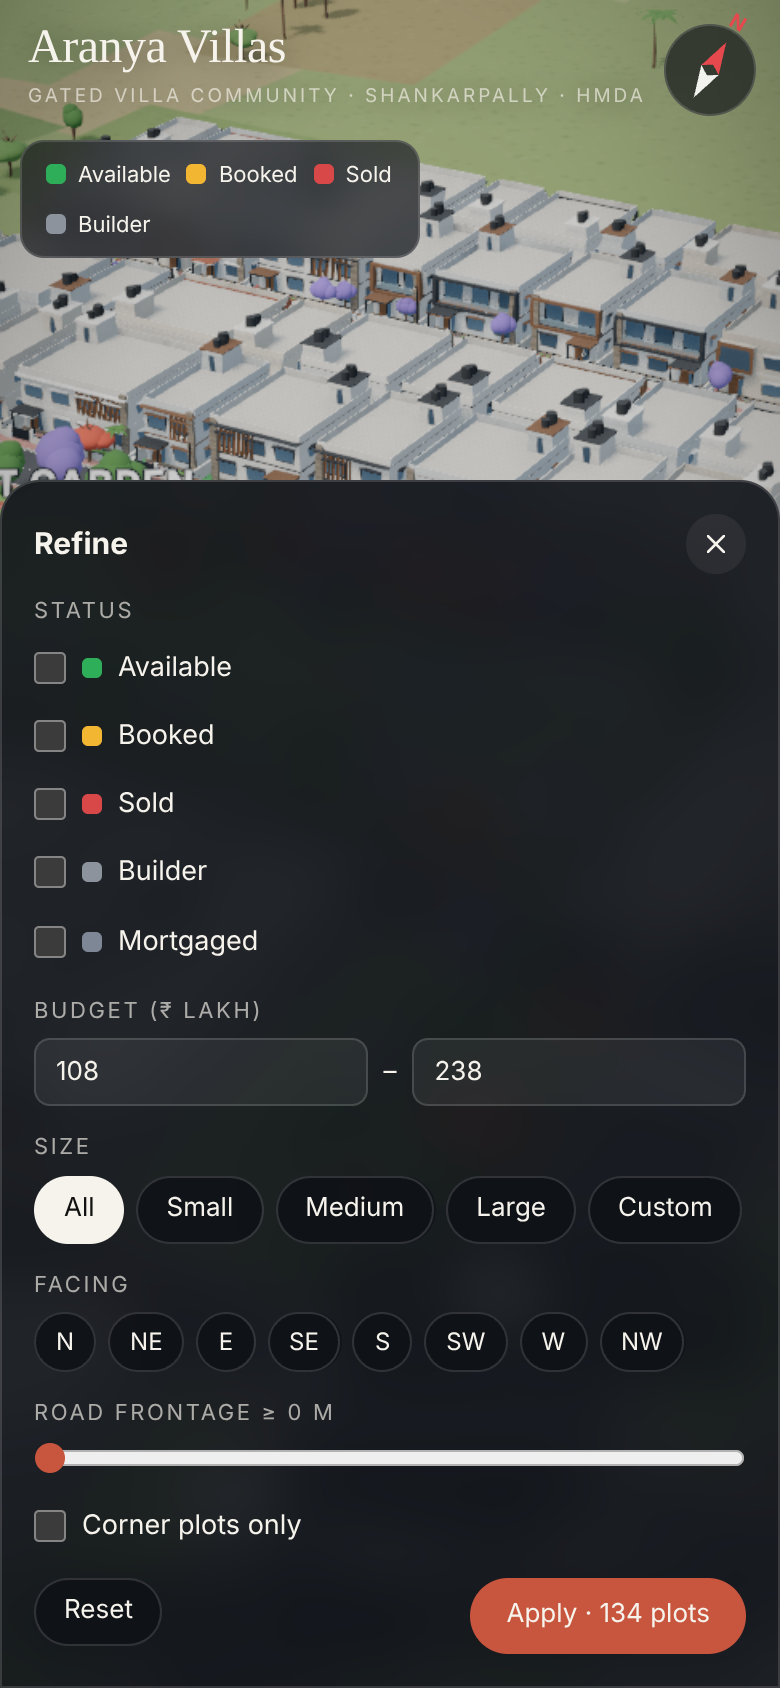 Aranya Villas
GATED VILLA COMMUNITY · SHANKARPALLY · HMDA
N
Available Booked Sold
Builder
T GARDEN
Refine
STATUS
Available
Booked
Sold
Builder
Mortgaged
BUDGET (₹ LAKH)
108 – 238
SIZE
All Small Medium Large Custom
FACING
N NE E SE S SW W NW
ROAD FRONTAGE ≥ 0 M
Corner plots only
Reset Apply · 134 plots